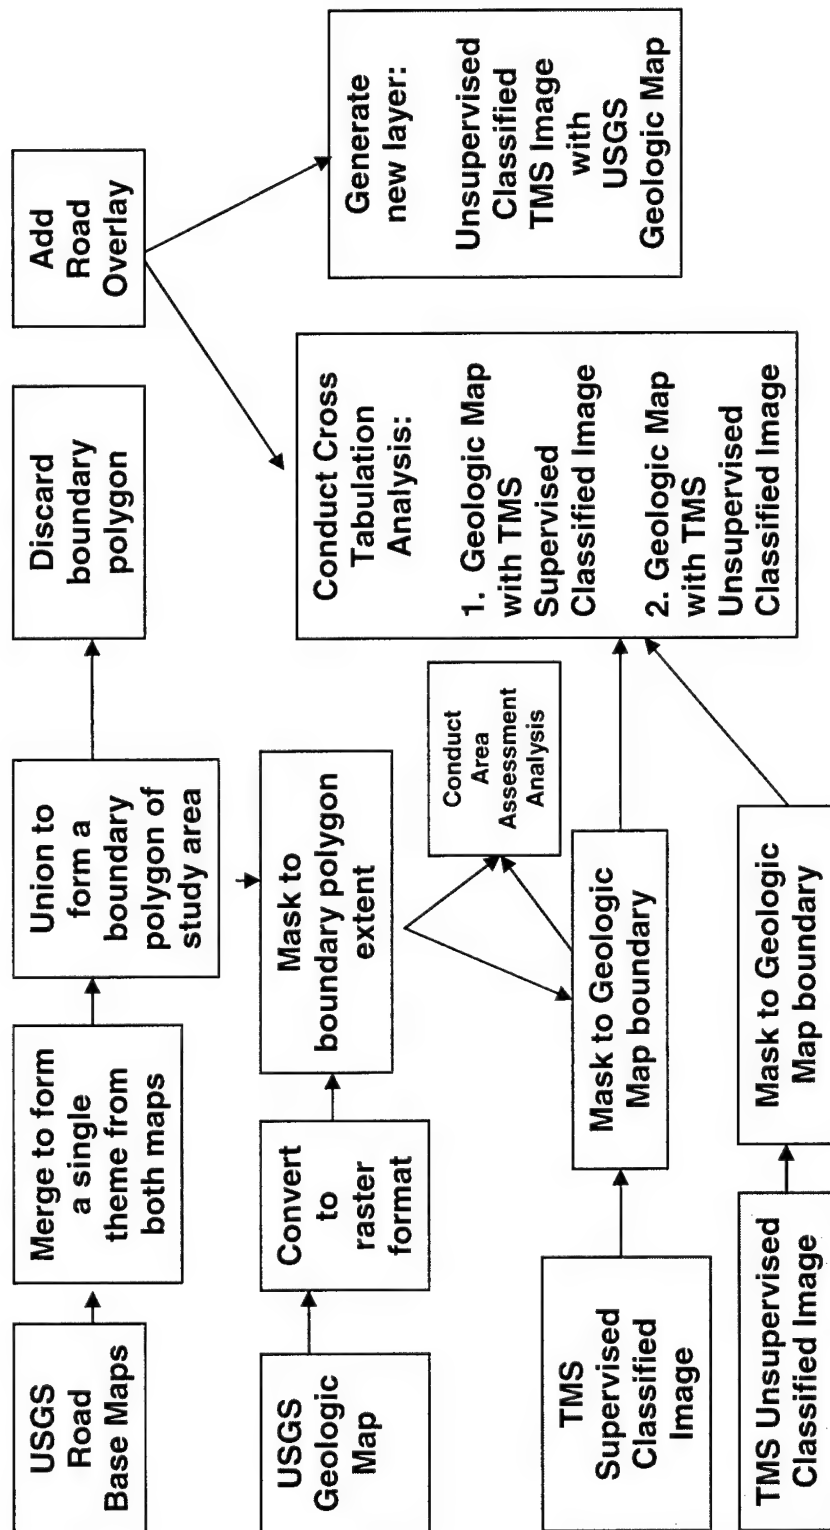 USGS
Road
Base Maps
Merge to form
a single
theme from
both maps
Union to
form a
boundary
polygon of
study area
Discard
boundary
polygon
Add
Road
Overlay
USGS
Geologic
Map
Convert
to
raster
format
Mask to
boundary polygon
extent
Conduct
Area
Assessment
Analysis
Conduct Cross
Tabulation
Analysis:
1. Geologic Map
with TMS
Supervised
Classified Image
2. Geologic Map
with TMS
Unsupervised
Classified Image
Generate
new layer:
Unsupervised
Classified
TMS Image
with
USGS
Geologic Map
TMS
Supervised
Classified
Image
Mask to Geologic
Map boundary
TMS Unsupervised
Classified Image
Mask to Geologic
Map boundary